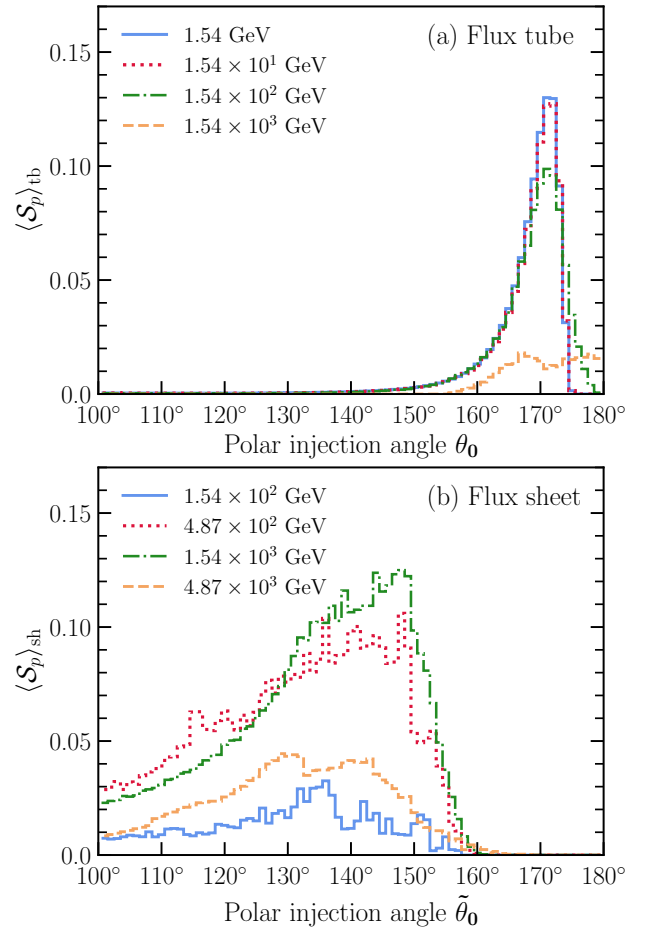 (a) Flux tube
1.54 GeV
1.54 × 10¹ GeV
1.54 × 10² GeV
1.54 × 10³ GeV
⟨𝒮ₚ⟩tb
0.15
0.10
0.05
0.0
100° 110° 120° 130° 140° 150° 160° 170° 180°
Polar injection angle θ₀
(b) Flux sheet
1.54 × 10² GeV
4.87 × 10² GeV
1.54 × 10³ GeV
4.87 × 10³ GeV
⟨𝒮ₚ⟩sh
0.15
0.10
0.05
0.0
100° 110° 120° 130° 140° 150° 160° 170° 180°
Polar injection angle θ̃₀